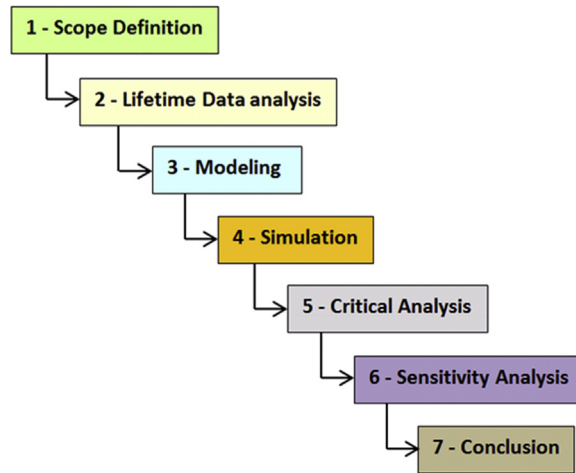 1 - Scope Definition
2 - Lifetime Data analysis
3 - Modeling
4 - Simulation
5 - Critical Analysis
6 - Sensitivity Analysis
7 - Conclusion